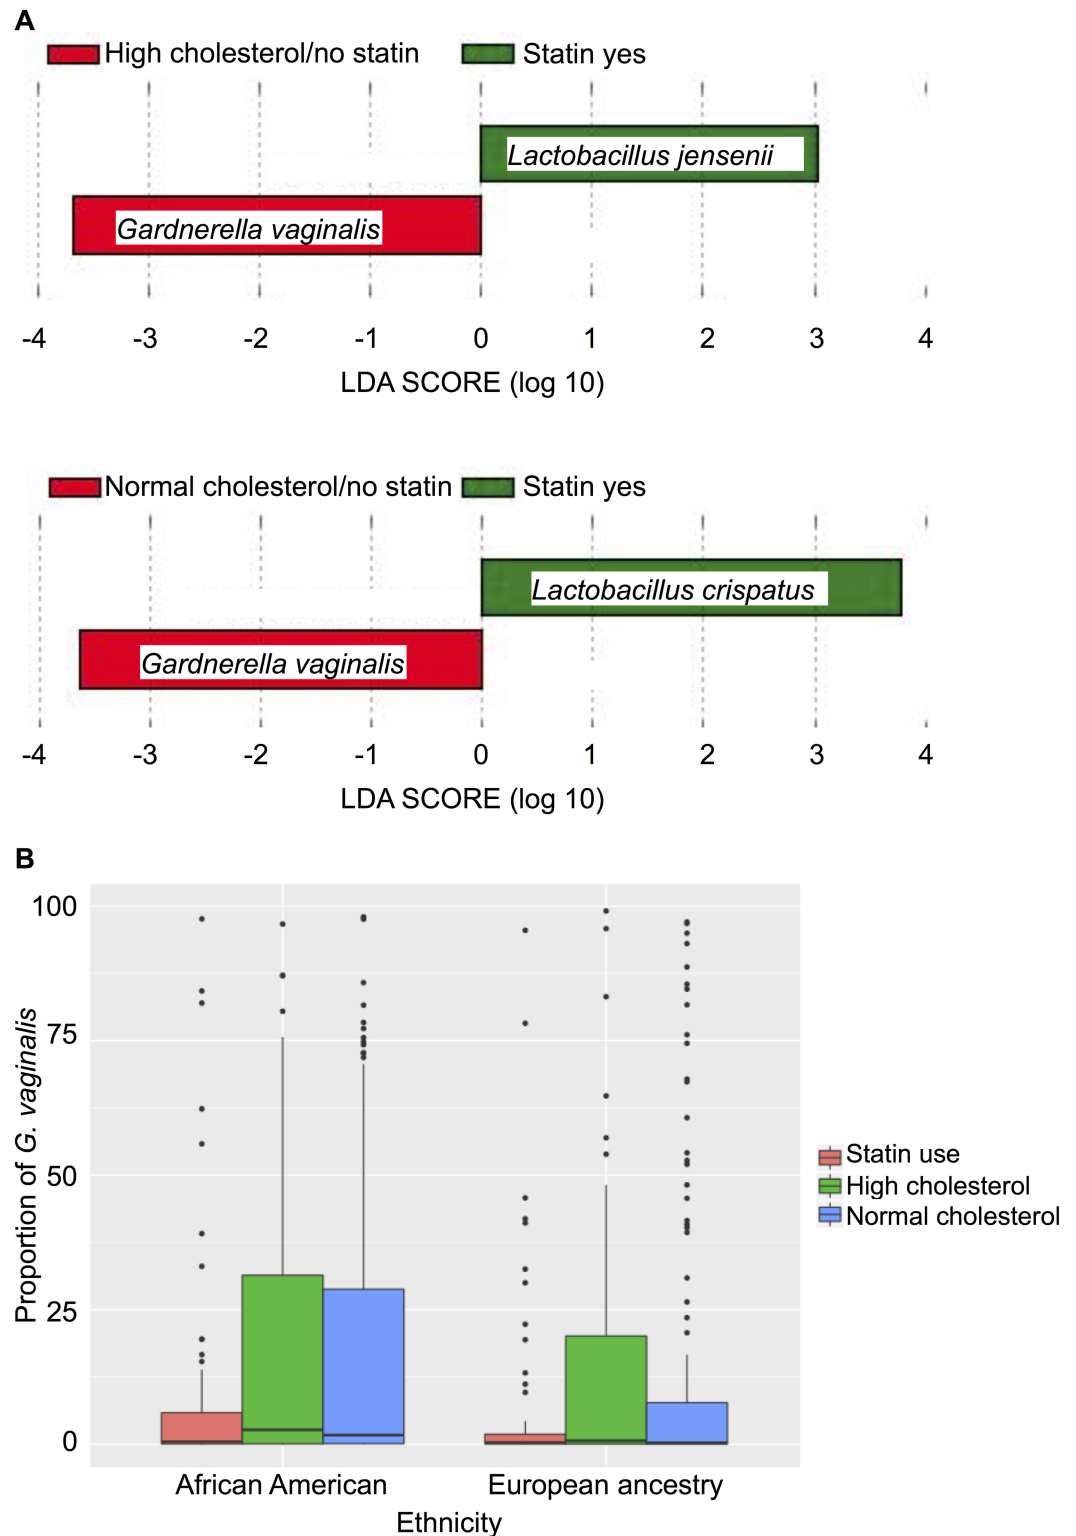 A
High cholesterol/no statin Statin yes
Lactobacillus jensenii
Gardnerella vaginalis
-4 -3 -2 -1 0 1 2 3 4
LDA SCORE (log 10)
Normal cholesterol/no statin Statin yes
Lactobacillus crispatus
Gardnerella vaginalis
-4 -3 -2 -1 0 1 2 3 4
LDA SCORE (log 10)
B
Proportion of G. vaginalis
100
75
50
25
0
African American European ancestry
Ethnicity
Statin use
High cholesterol
Normal cholesterol